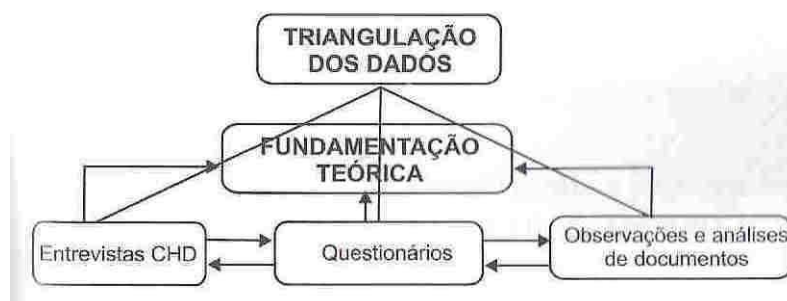 TRIANGULAÇÃO
DOS DADOS
FUNDAMENTAÇÃO
TEÓRICA
Entrevistas CHD
Questionários
Observações e análises
de documentos